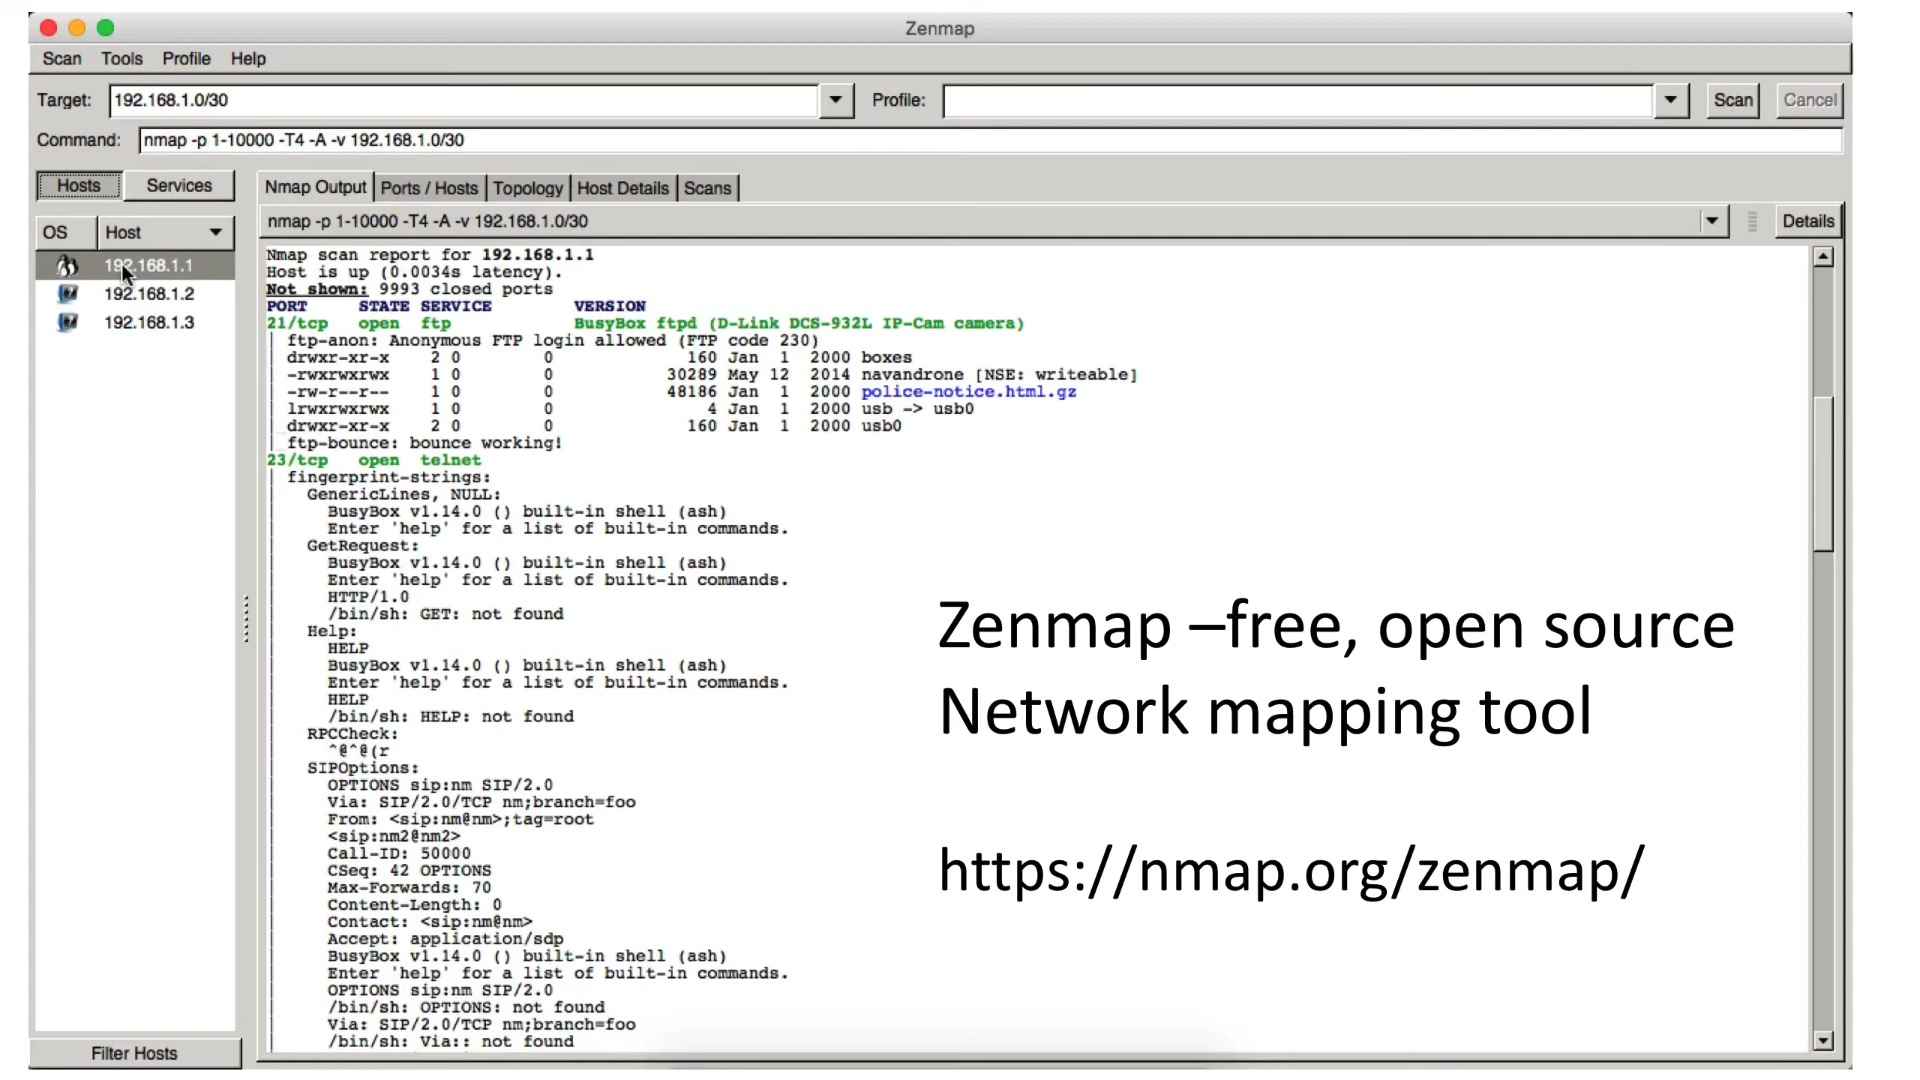 Zenmap
Scan Tools Profile Help
Target: 192.168.1.0/30 Profile: Scan Cancel
Command: nmap -p 1-10000 -T4 -A -v 192.168.1.0/30
Hosts Services
Nmap Output Ports / Hosts Topology Host Details Scans
OS Host
nmap -p 1-10000 -T4 -A -v 192.168.1.0/30 Details
192.168.1.1
192.168.1.2
192.168.1.3
Nmap scan report for 192.168.1.1
Host is up (0.0034s latency).
Not shown: 9993 closed ports
PORT STATE SERVICE VERSION
21/tcp open ftp BusyBox ftpd (D-Link DCS-932L IP-Cam camera)
| ftp-anon: Anonymous FTP login allowed (FTP code 230)
| drwxr-xr-x 2 0 0 160 Jan 1 2000 boxes
| -rwxrwxrwx 1 0 0 30289 May 12 2014 navandrone [NSE: writeable]
| -rw-r--r-- 1 0 0 48186 Jan 1 2000 police-notice.html.gz
| lrwxrwxrwx 1 0 0 4 Jan 1 2000 usb -> usb0
|_drwxr-xr-x 2 0 0 160 Jan 1 2000 usb0
|_ftp-bounce: bounce working!
23/tcp open telnet
| fingerprint-strings:
| GenericLines, NULL:
| BusyBox v1.14.0 () built-in shell (ash)
| Enter 'help' for a list of built-in commands.
| GetRequest:
| BusyBox v1.14.0 () built-in shell (ash)
| Enter 'help' for a list of built-in commands.
| HTTP/1.0
| /bin/sh: GET: not found
| Help:
| HELP
| BusyBox v1.14.0 () built-in shell (ash)
| Enter 'help' for a list of built-in commands.
| HELP
| /bin/sh: HELP: not found
| RPCCheck:
| ^@^@(r
| SIPOptions:
| OPTIONS sip:nm SIP/2.0
| Via: SIP/2.0/TCP nm;branch=foo
| From: <sip:nm@nm>;tag=root
| <sip:nm2@nm2>
| Call-ID: 50000
| CSeq: 42 OPTIONS
| Max-Forwards: 70
| Content-Length: 0
| Contact: <sip:nm@nm>
| Accept: application/sdp
| BusyBox v1.14.0 () built-in shell (ash)
| Enter 'help' for a list of built-in commands.
| OPTIONS sip:nm SIP/2.0
| /bin/sh: OPTIONS: not found
| Via: SIP/2.0/TCP nm;branch=foo
| /bin/sh: Via:: not found
Filter Hosts
Zenmap –free, open source
Network mapping tool
https://nmap.org/zenmap/